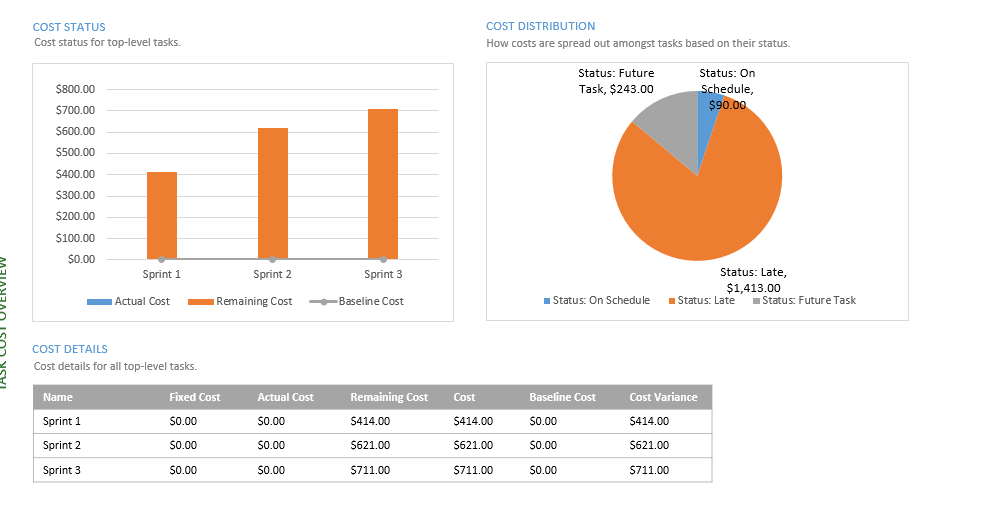 TASK COST OVERVIEW
COST STATUS
Cost status for top-level tasks.
$800.00
$700.00
$600.00
$500.00
$400.00
$300.00
$200.00
$100.00
$0.00
Sprint 1 Sprint 2 Sprint 3
Actual Cost Remaining Cost Baseline Cost
COST DISTRIBUTION
How costs are spread out amongst tasks based on their status.
Status: Future
Task, $243.00
Status: On
Schedule,
$90.00
Status: Late,
$1,413.00
Status: On Schedule Status: Late Status: Future Task
COST DETAILS
Cost details for all top-level tasks.
Name Fixed Cost Actual Cost Remaining Cost Cost Baseline Cost Cost Variance
Sprint 1 $0.00 $0.00 $414.00 $414.00 $0.00 $414.00
Sprint 2 $0.00 $0.00 $621.00 $621.00 $0.00 $621.00
Sprint 3 $0.00 $0.00 $711.00 $711.00 $0.00 $711.00